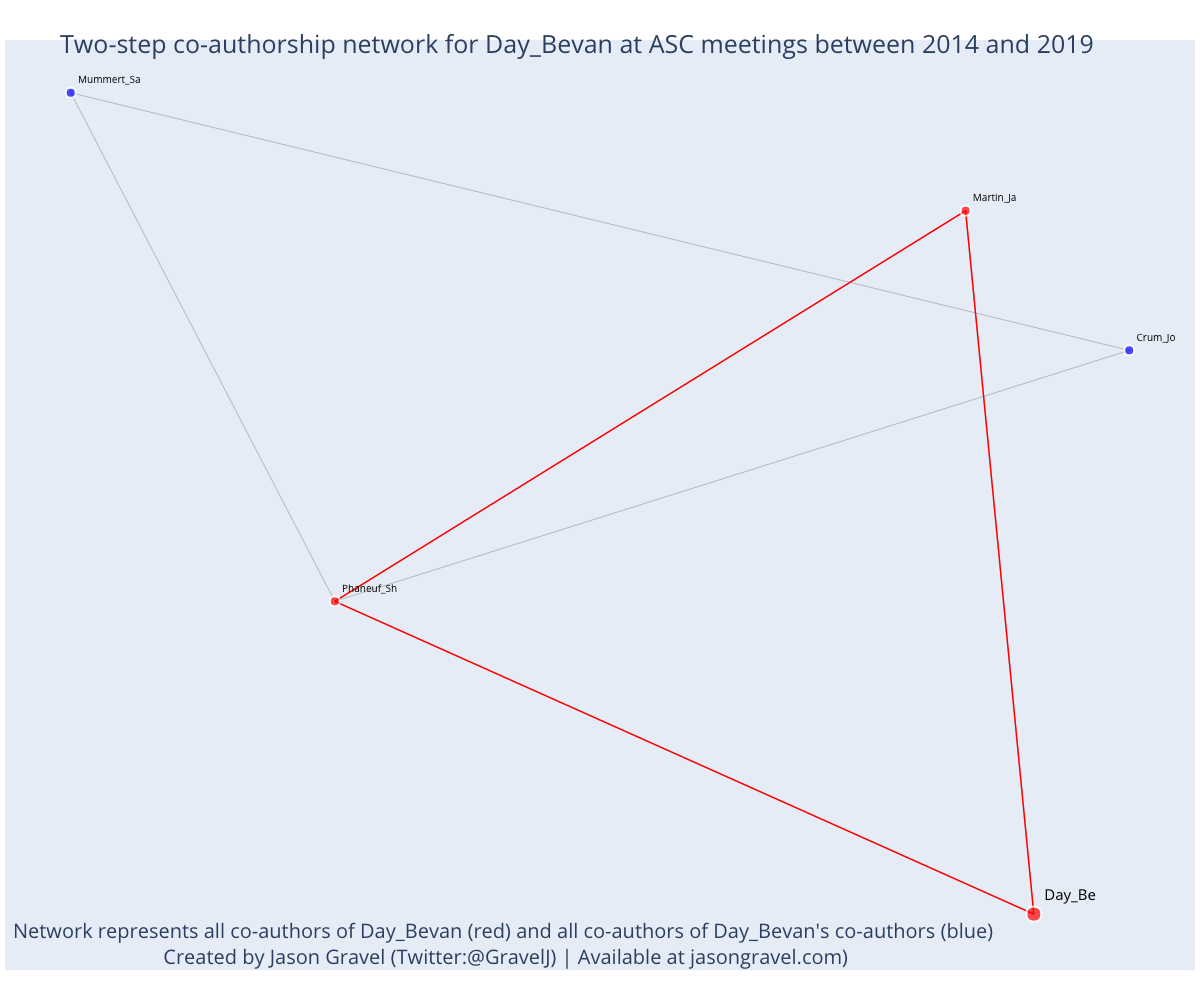 Two-step co-authorship network for Day_Bevan at ASC meetings between 2014 and 2019
Mummert_Sa
Martin_Ja
Crum_Jo
Phaneuf_Sh
Day_Be
Network represents all co-authors of Day_Bevan (red) and all co-authors of Day_Bevan's co-authors (blue)
Created by Jason Gravel (Twitter:@GravelJ) | Available at jasongravel.com)